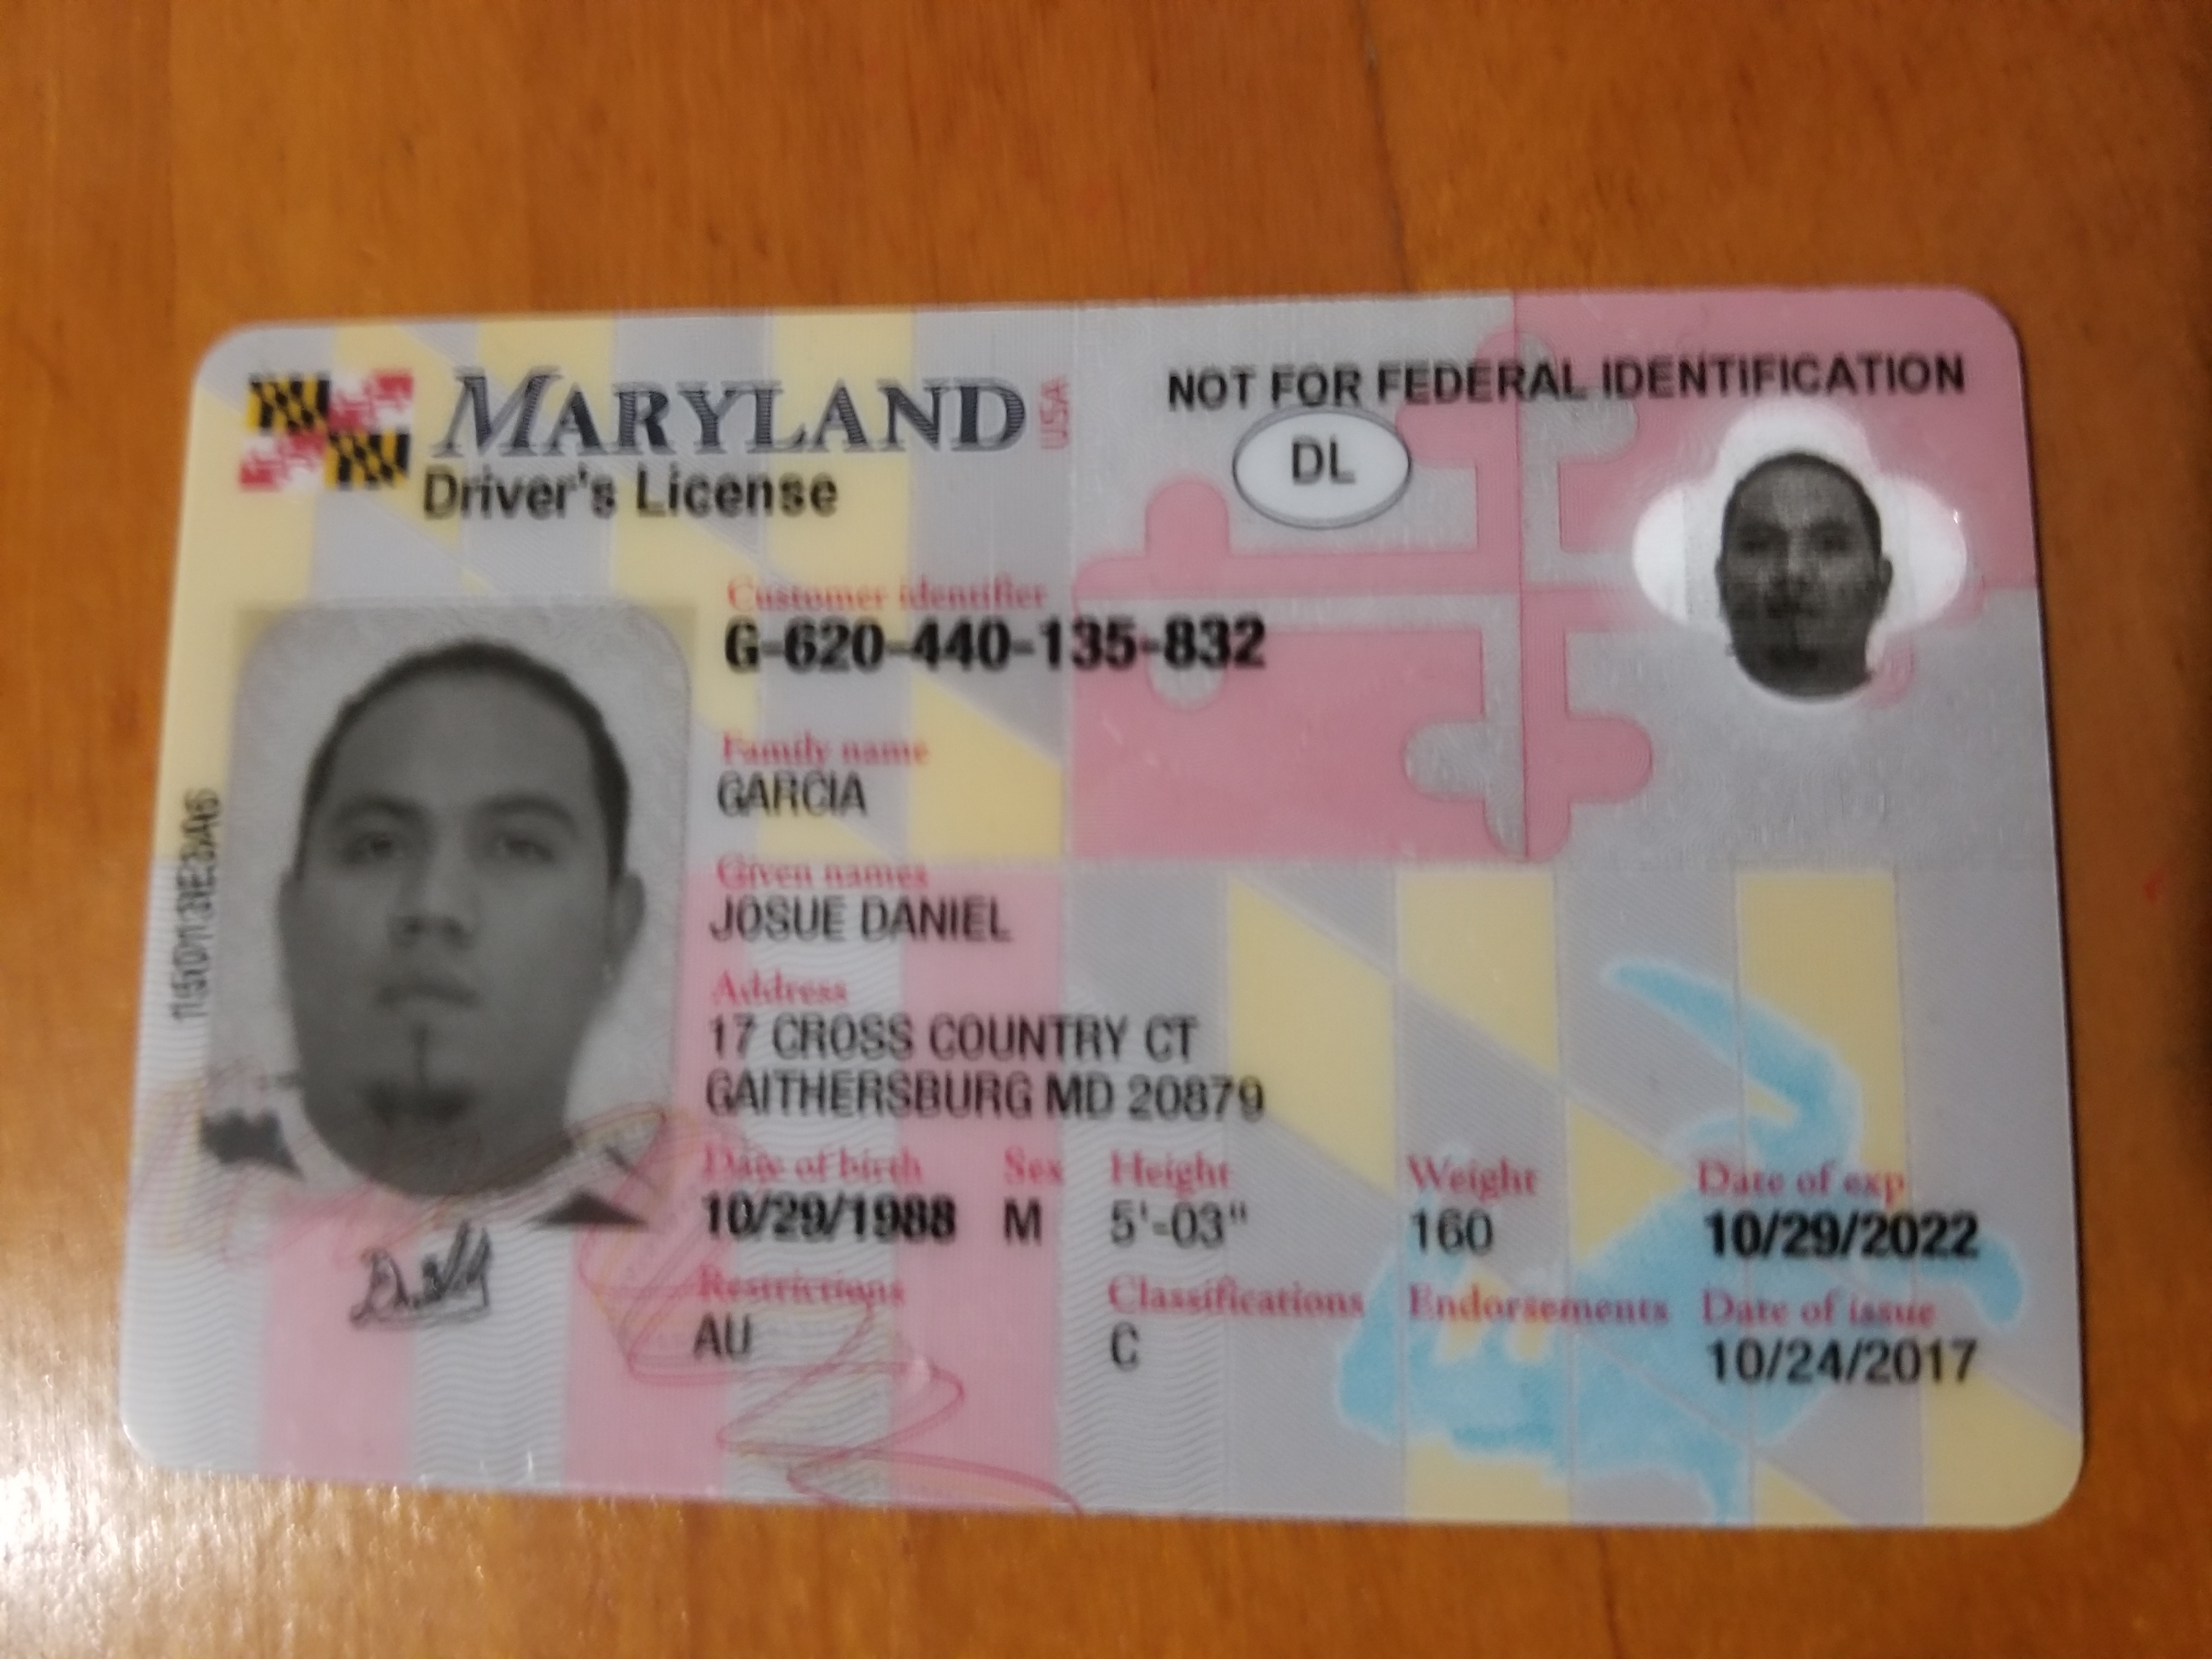 MARYLAND USA
NOT FOR FEDERAL IDENTIFICATION
Driver's License
DL
Customer identifier
G-620-440-135-832
Family name
GARCIA
Given names
JOSUE DANIEL
Address
17 CROSS COUNTRY CT
GAITHERSBURG MD 20879
Date of birth Sex Height Weight Date of exp
10/29/1988 M 5'-03" 160 10/29/2022
Restrictions Classifications Endorsements Date of issue
AU C 10/24/2017